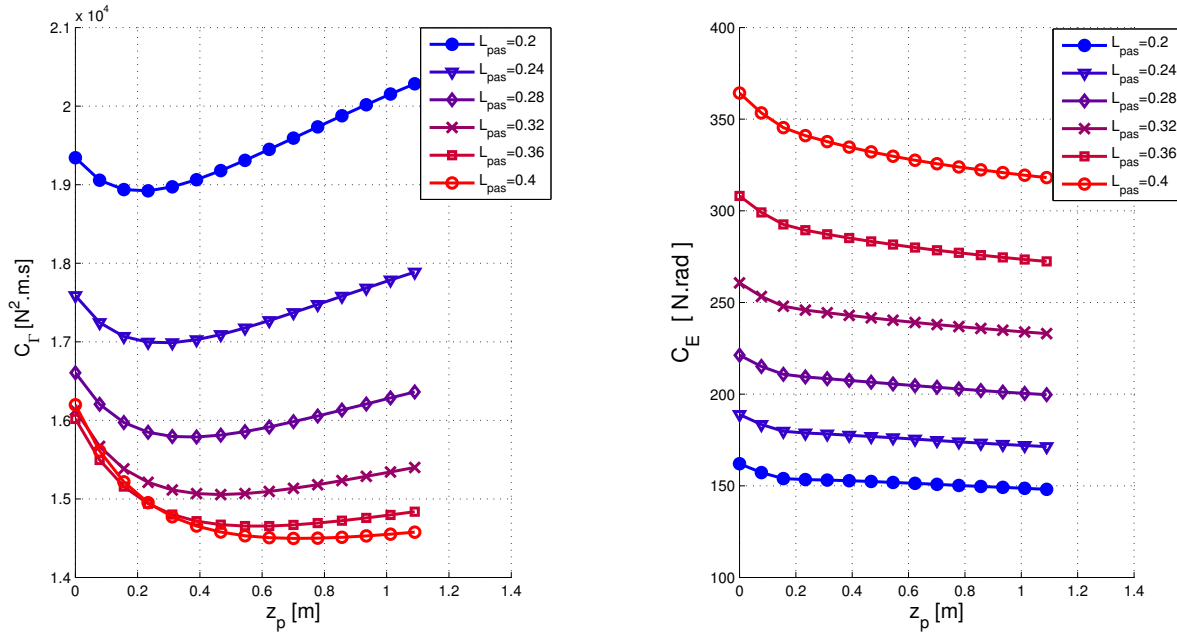 x 10⁴
2.1
2
1.9
1.8
1.7
1.6
1.5
1.4
0 0.2 0.4 0.6 0.8 1 1.2 1.4
z_p [m]
C_Γ [N².m.s]
L_pas=0.2
L_pas=0.24
L_pas=0.28
L_pas=0.32
L_pas=0.36
L_pas=0.4
400
350
300
250
200
150
100
0 0.2 0.4 0.6 0.8 1 1.2 1.4
z_p [m]
C_E [ N.rad ]
L_pas=0.2
L_pas=0.24
L_pas=0.28
L_pas=0.32
L_pas=0.36
L_pas=0.4